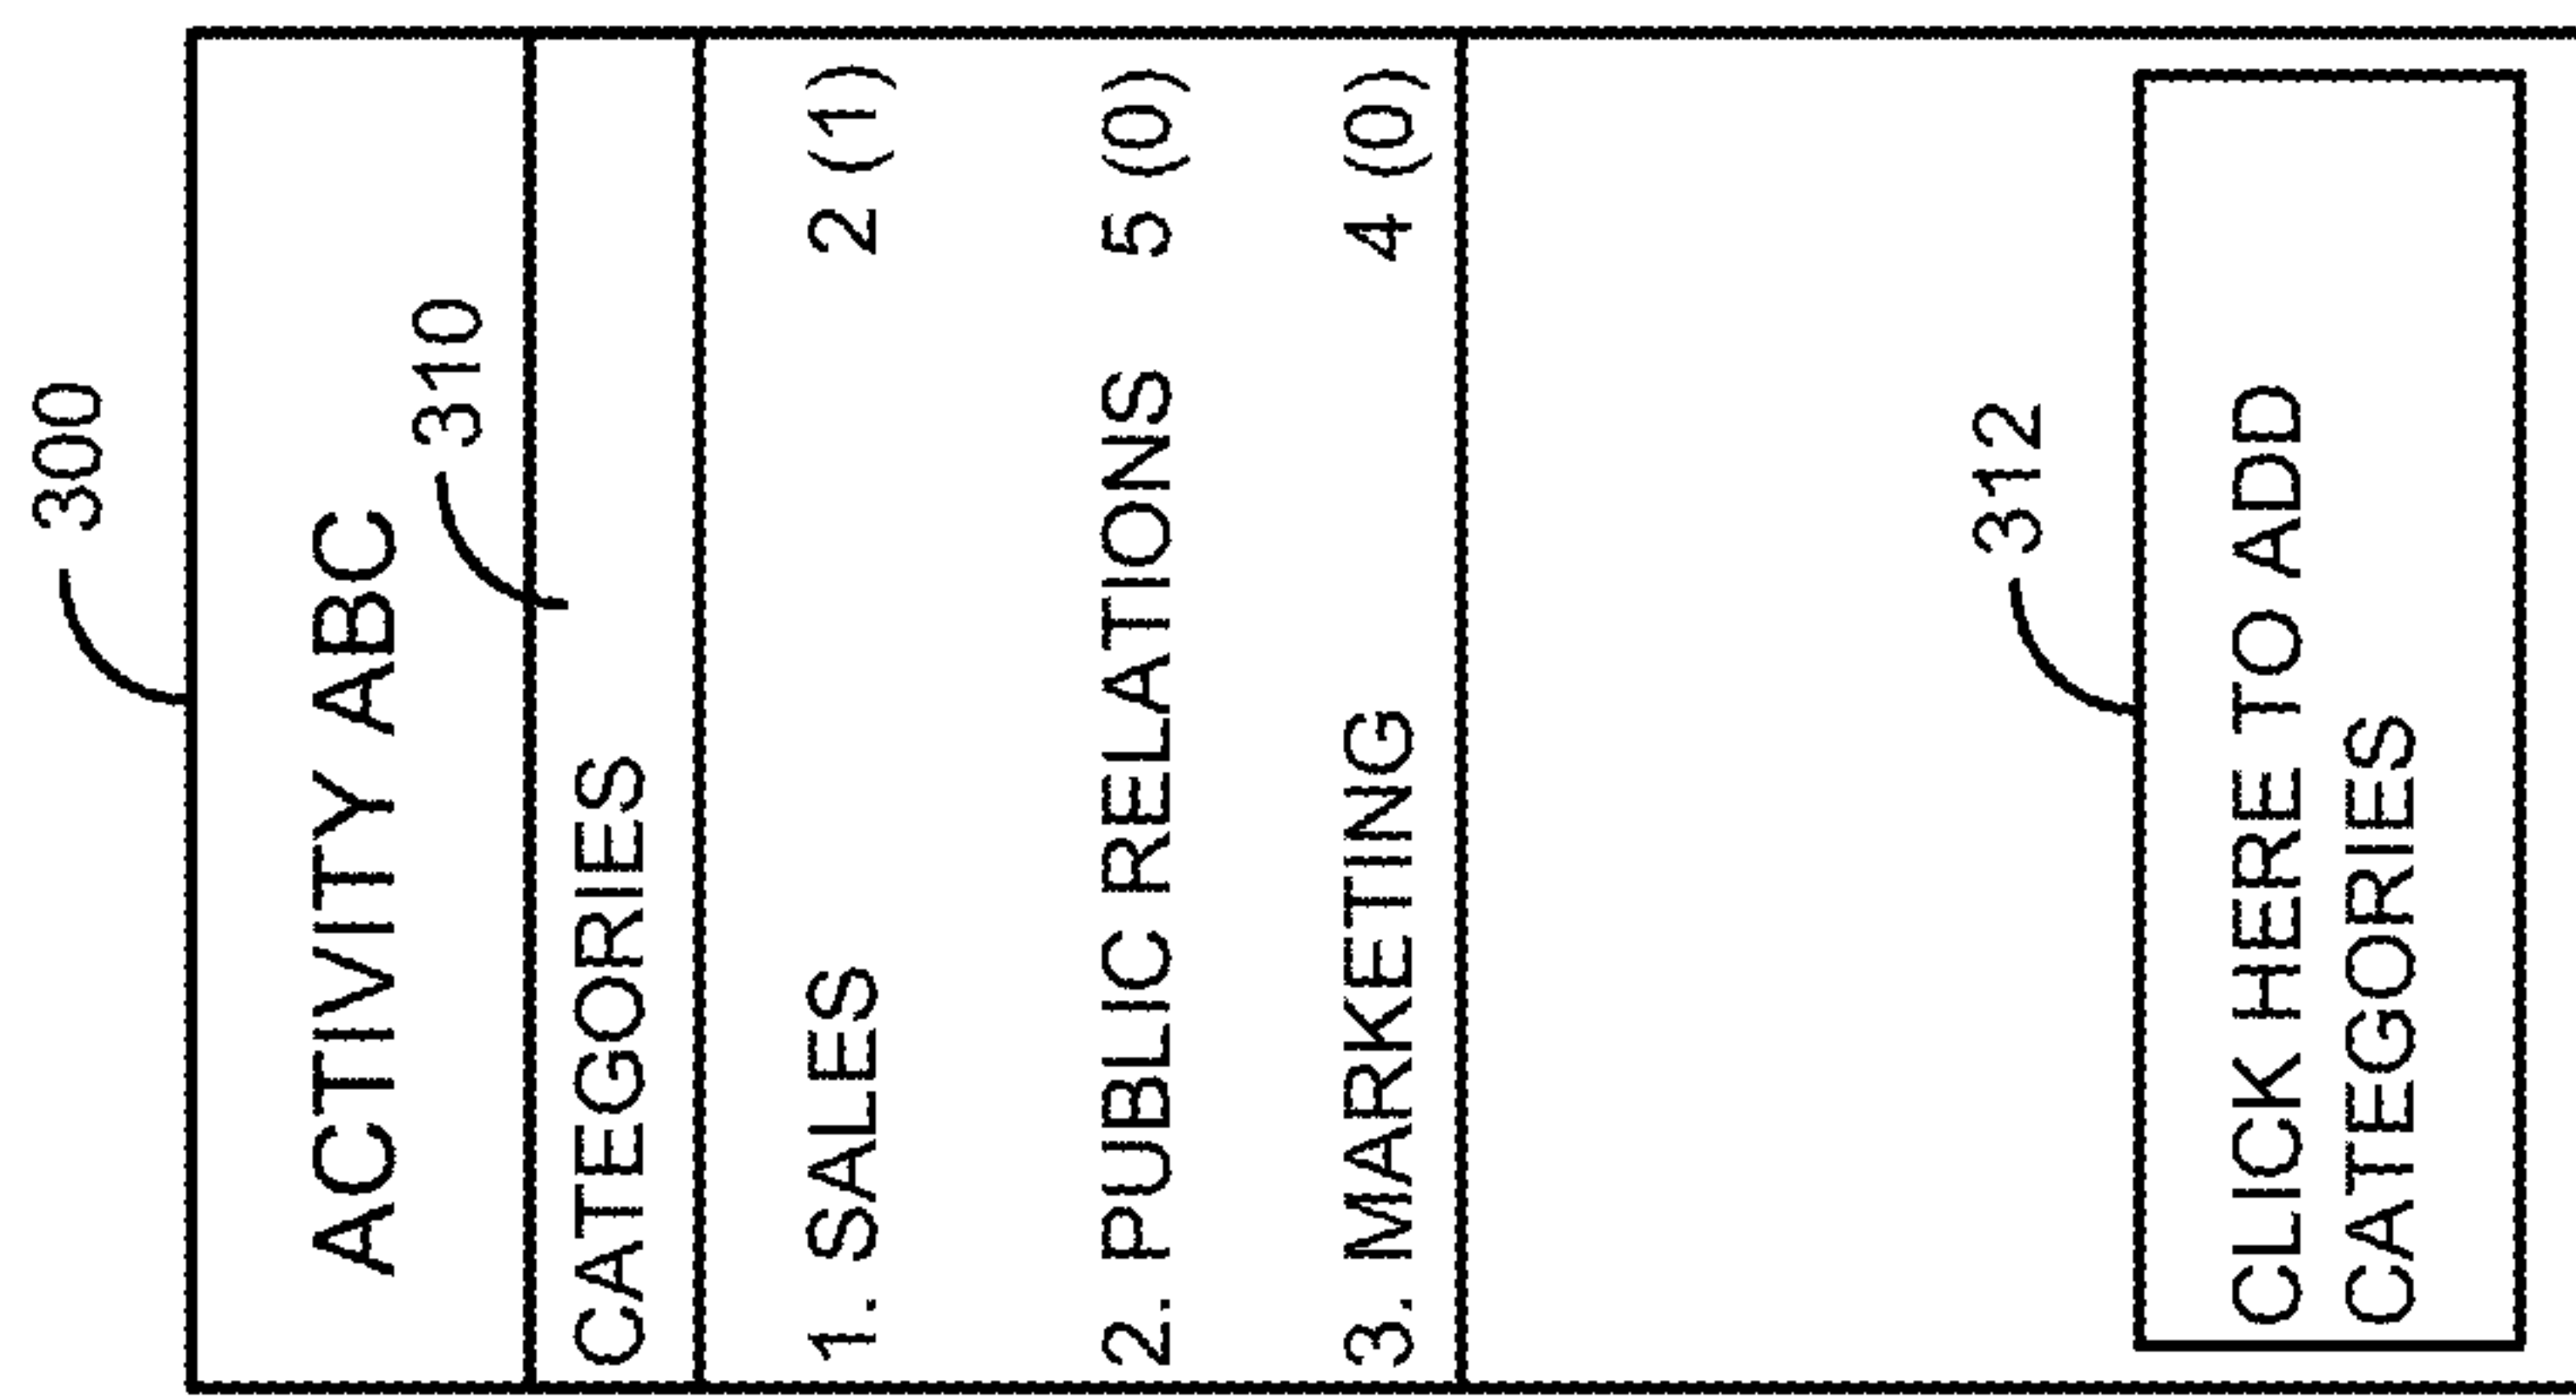 300
ACTIVITY ABC
310
CATEGORIES
1. SALES 2 (1)
2. PUBLIC RELATIONS 5 (0)
3. MARKETING 4 (0)
312
CLICK HERE TO ADD
CATEGORIES